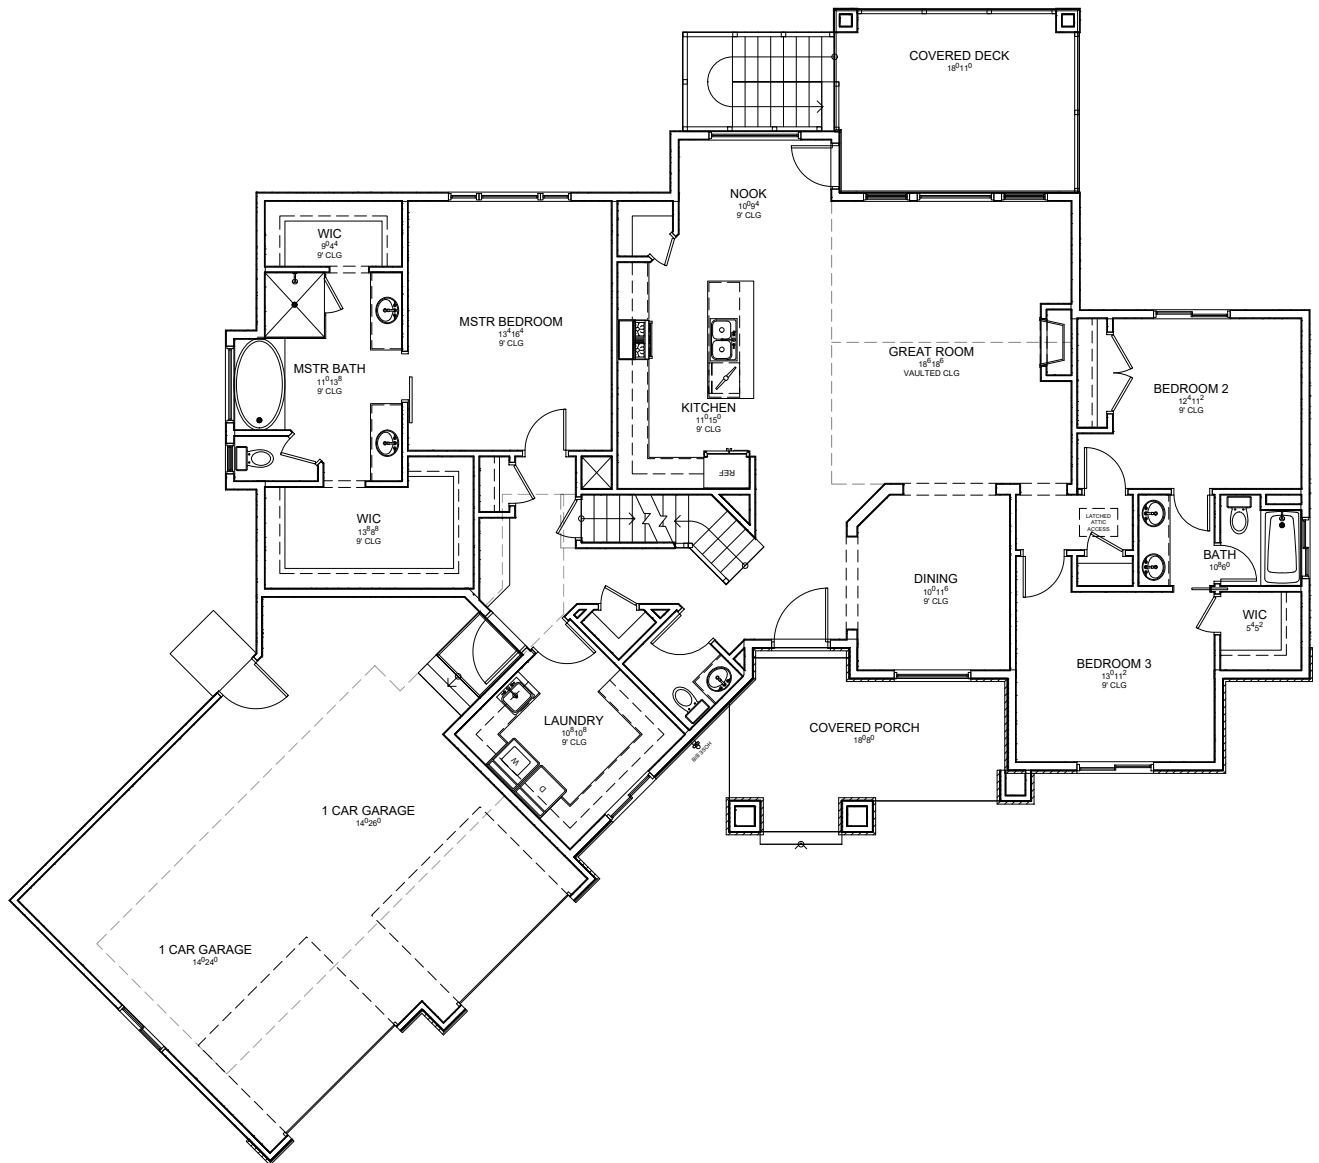 COVERED DECK
18⁰11⁰
NOOK
10⁰9⁴
9' CLG
WIC
9⁰4⁴
9' CLG
MSTR BEDROOM
13⁴16⁴
9' CLG
MSTR BATH
11⁰13⁸
9' CLG
GREAT ROOM
18⁶18⁶
VAULTED CLG
BEDROOM 2
12⁴11²
9' CLG
KITCHEN
11⁰15⁰
9' CLG
REF
WIC
13⁸8⁸
9' CLG
LATCHED
ATTIC
ACCESS
BATH
10⁸6⁰
DINING
10⁰11⁶
9' CLG
WIC
5⁴5²
BEDROOM 3
13⁰11²
9' CLG
LAUNDRY
10⁸10⁸
9' CLG
W
D
HOSE BIB
COVERED PORCH
18⁰8⁰
1 CAR GARAGE
14⁰26⁰
1 CAR GARAGE
14⁰24⁰